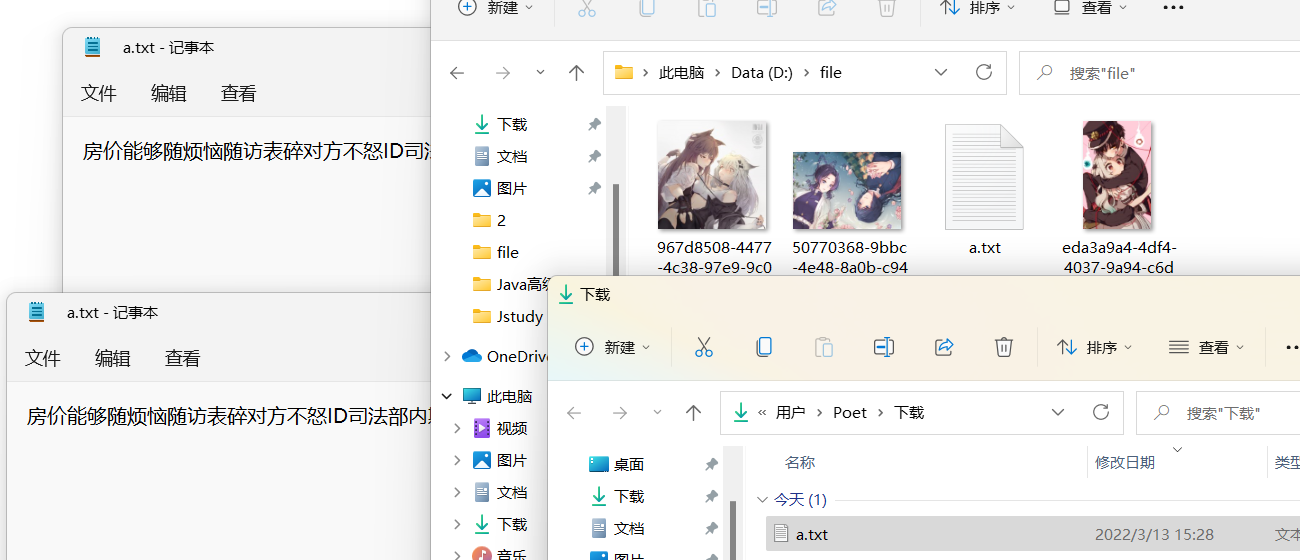 a.txt - 记事本
文件 编辑 查看
房价能够随烦恼随访表碎对方不怒ID司
a.txt - 记事本
文件 编辑 查看
房价能够随烦恼随访表碎对方不怒ID司法部内
新建 排序 查看
此电脑 Data (D:) file
搜索"file"
下载
文档
图片
2
file
Java高
Jstudy
OneDriv
此电脑
视频
图片
文档
下载
音乐
967d8508-4477
-4c38-97e9-9c0
50770368-9bbc
-4e48-8a0b-c94
a.txt
eda3a9a4-4df4-
4037-9a94-c6d
下载
新建 排序 查看
« 用户 Poet 下载
搜索"下载"
桌面
下载
文档
图片
名称 修改日期 类型
今天 (1)
a.txt 2022/3/13 15:28 文本